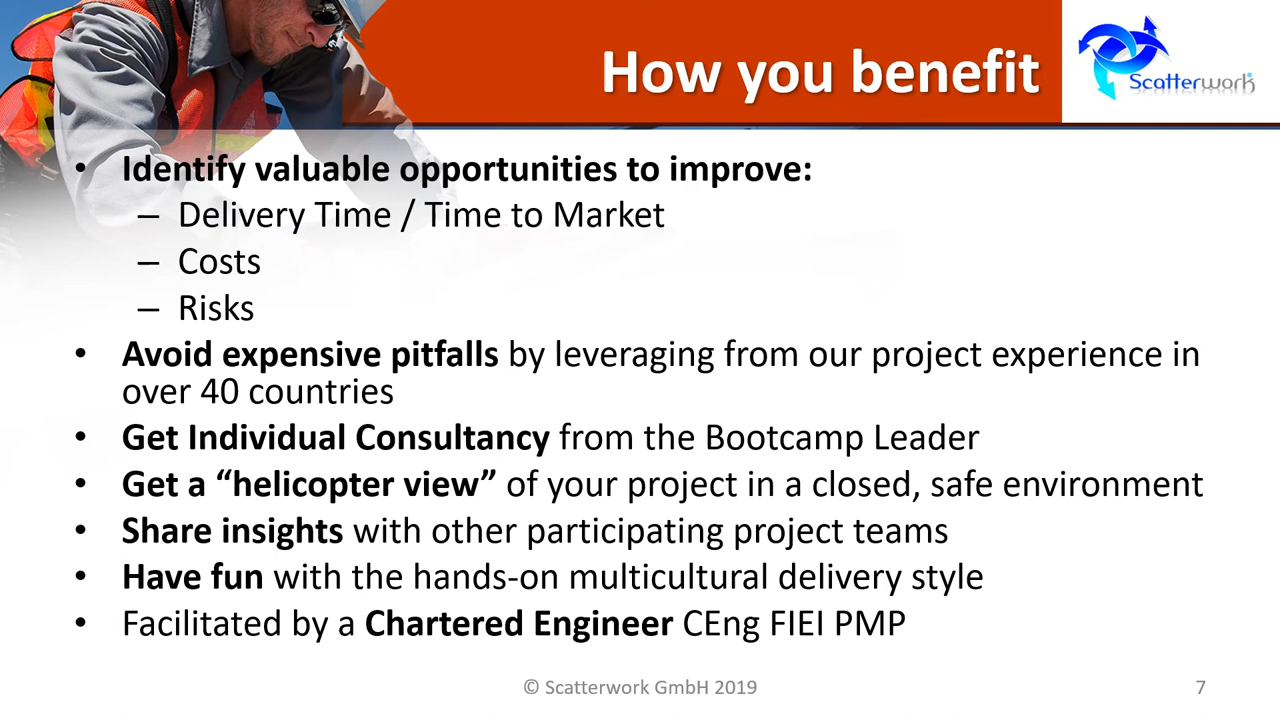 How you benefit
Scatterwork
• Identify valuable opportunities to improve:
– Delivery Time / Time to Market
– Costs
– Risks
• Avoid expensive pitfalls by leveraging from our project experience in
over 40 countries
• Get Individual Consultancy from the Bootcamp Leader
• Get a “helicopter view” of your project in a closed, safe environment
• Share insights with other participating project teams
• Have fun with the hands-on multicultural delivery style
• Facilitated by a Chartered Engineer CEng FIEI PMP
© Scatterwork GmbH 2019
7